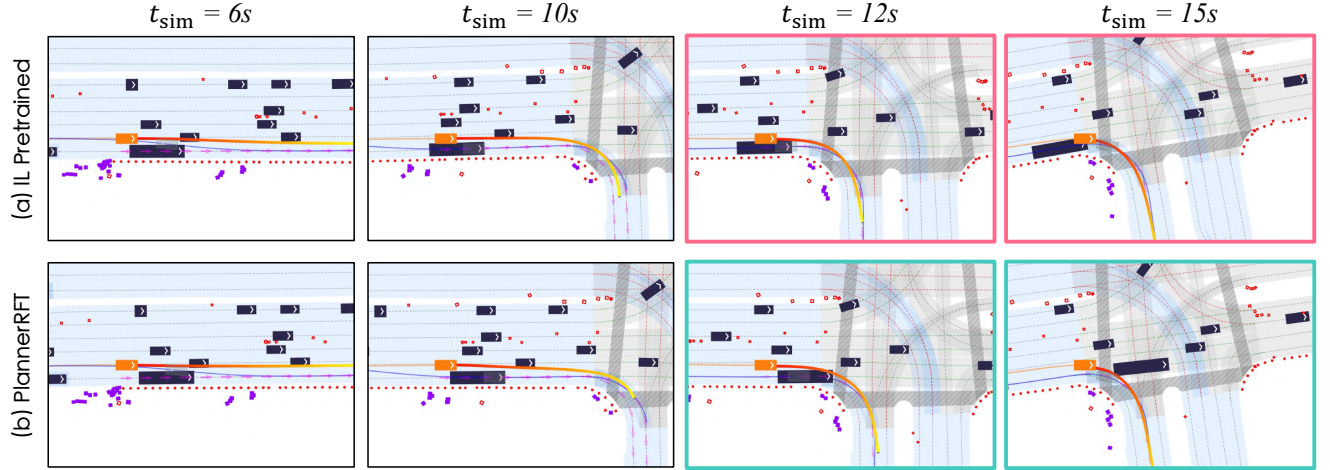 t_sim = 6s
t_sim = 10s
t_sim = 12s
t_sim = 15s
(a) IL Pretrained
(b) PlannerRFT